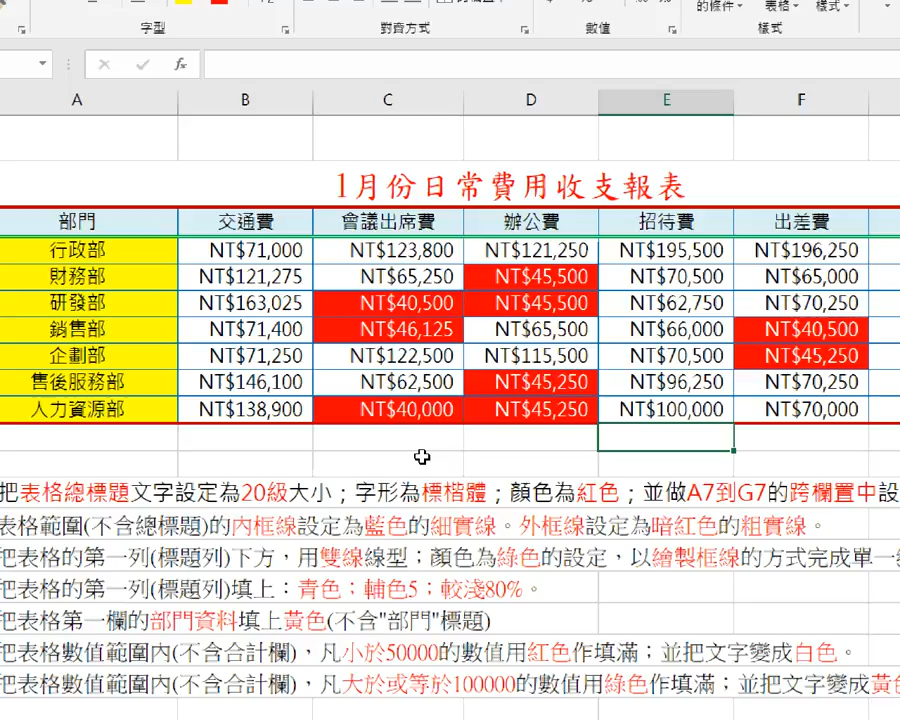 的條件 表格 樣式
字型 對齊方式 數值 樣式
fx
A B C D E F
1月份日常費用收支報表
部門 交通費 會議出席費 辦公費 招待費 出差費
行政部 NT$71,000 NT$123,800 NT$121,250 NT$195,500 NT$196,250
財務部 NT$121,275 NT$65,250 NT$45,500 NT$70,500 NT$65,000
研發部 NT$163,025 NT$40,500 NT$45,500 NT$62,750 NT$70,250
銷售部 NT$71,400 NT$46,125 NT$65,500 NT$66,000 NT$40,500
企劃部 NT$71,250 NT$122,500 NT$115,500 NT$70,500 NT$45,250
售後服務部 NT$146,100 NT$62,500 NT$45,250 NT$96,250 NT$70,250
人力資源部 NT$138,900 NT$40,000 NT$45,250 NT$100,000 NT$70,000
把表格總標題文字設定為20級大小；字形為標楷體；顏色為紅色；並做A7到G7的跨欄置中設
表格範圍(不含總標題)的內框線設定為藍色的細實線。外框線設定為暗紅色的粗實線。
把表格的第一列(標題列)下方，用雙線線型；顏色為綠色的設定，以繪製框線的方式完成單一
把表格的第一列(標題列)填上：青色；輔色5；較淺80%。
把表格第一欄的部門資料填上黃色(不含"部門"標題)
把表格數值範圍內(不含合計欄)，凡小於50000的數值用紅色作填滿；並把文字變成白色。
把表格數值範圍內(不含合計欄)，凡大於或等於100000的數值用綠色作填滿；並把文字變成黃